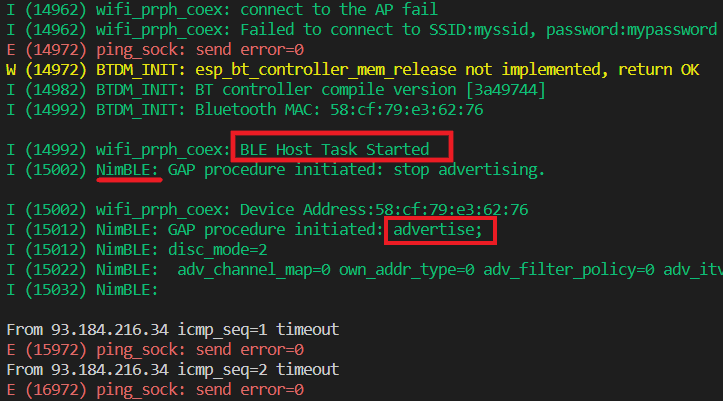 I (14962) wifi_prph_coex: connect to the AP fail
I (14962) wifi_prph_coex: Failed to connect to SSID:myssid, password:mypassword
E (14972) ping_sock: send error=0
W (14972) BTDM_INIT: esp_bt_controller_mem_release not implemented, return OK
I (14982) BTDM_INIT: BT controller compile version [3a49744]
I (14992) BTDM_INIT: Bluetooth MAC: 58:cf:79:e3:62:76
I (14992) wifi_prph_coex: BLE Host Task Started
I (15002) NimBLE: GAP procedure initiated: stop advertising.
I (15002) wifi_prph_coex: Device Address:58:cf:79:e3:62:76
I (15012) NimBLE: GAP procedure initiated: advertise;
I (15012) NimBLE: disc_mode=2
I (15022) NimBLE:  adv_channel_map=0 own_addr_type=0 adv_filter_policy=0 adv_itv
I (15032) NimBLE:
From 93.184.216.34 icmp_seq=1 timeout
E (15972) ping_sock: send error=0
From 93.184.216.34 icmp_seq=2 timeout
E (16972) ping_sock: send error=0